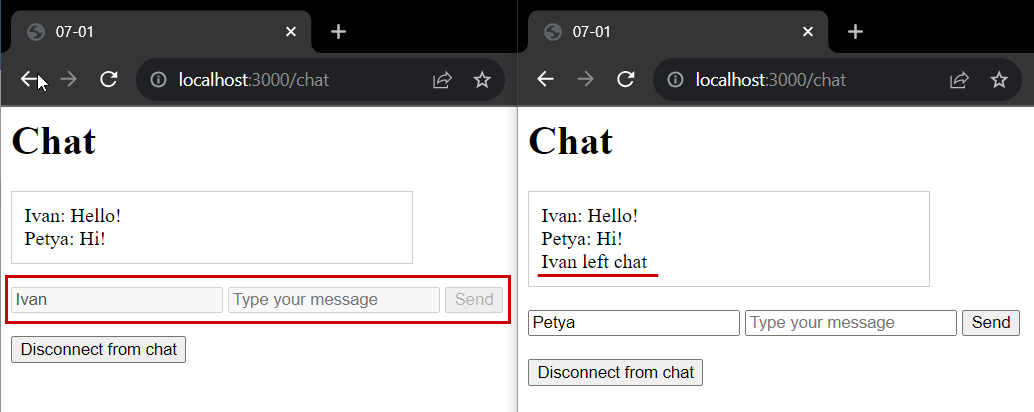 07-01
localhost:3000/chat
Chat
Ivan: Hello!
Petya: Hi!
Ivan Type your message Send
Disconnect from chat
07-01
localhost:3000/chat
Chat
Ivan: Hello!
Petya: Hi!
Ivan left chat
Petya Type your message Send
Disconnect from chat